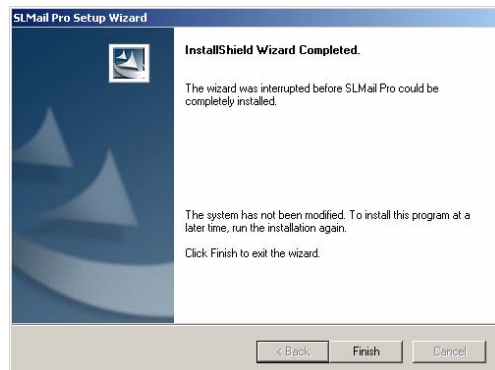 SLMail Pro Setup Wizard
InstallShield Wizard Completed.
The wizard was interrupted before SLMail Pro could be
completely installed.
The system has not been modified. To install this program at a
later time, run the installation again.
Click Finish to exit the wizard.
< Back
Finish
Cancel